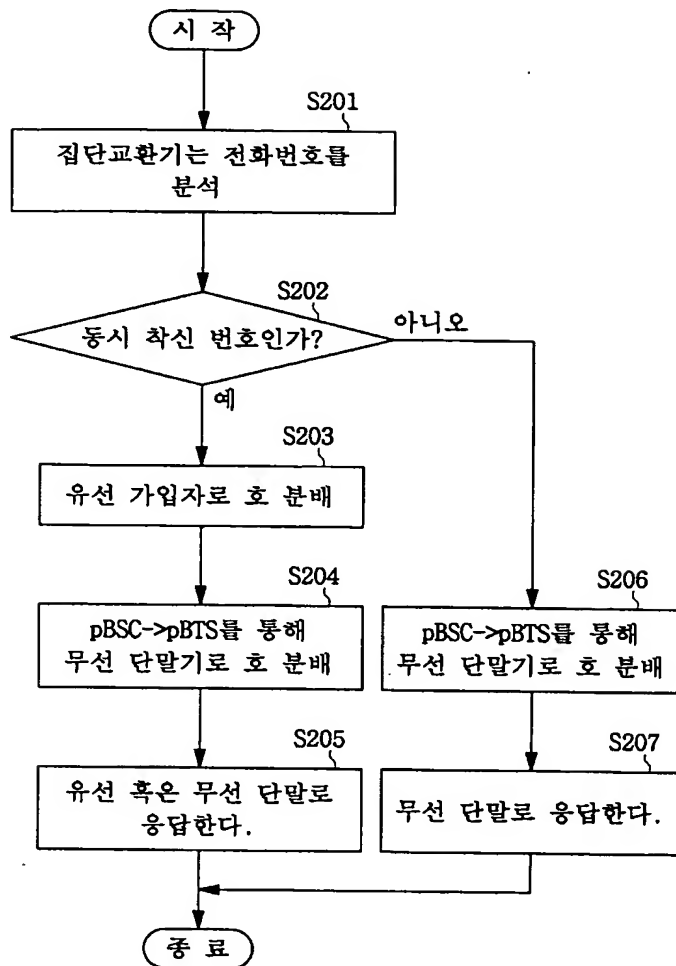 시 작
S201
집단교환기는 전화번호를
분석
S202
동시 착신 번호인가?
아니오
예
S203
유선 가입자로 호 분배
S204
pBSC->pBTS를 통해
무선 단말기로 호 분배
S206
pBSC->pBTS를 통해
무선 단말기로 호 분배
S205
유선 혹은 무선 단말로
응답한다.
S207
무선 단말로 응답한다.
종 료